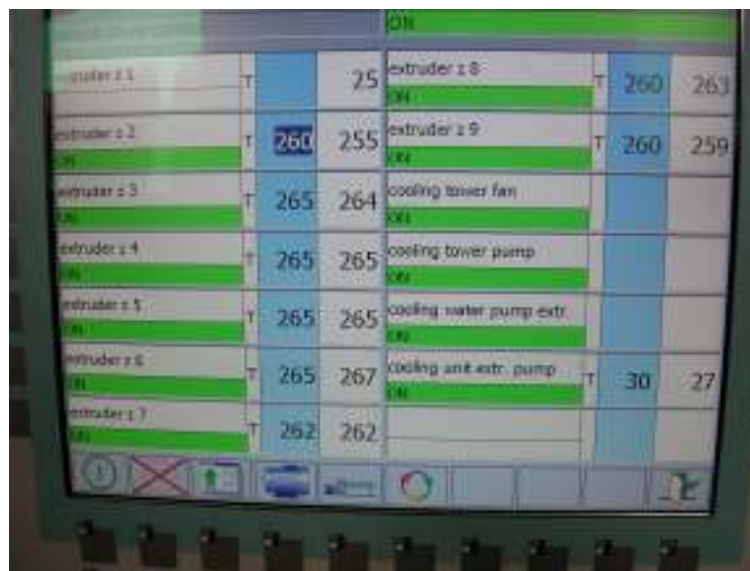 ON
extruder z 1 T 25
extruder z 8 T 260 263
ON
extruder z 2 T 260 255
ON
extruder z 9 T 260 259
ON
extruder z 3 T 265 264
ON
cooling tower fan
ON
extruder z 4 T 265 265
ON
cooling tower pump
ON
extruder z 5 T 265 265
ON
cooling water pump extr.
ON
extruder z 6 T 265 267
ON
cooling unit extr. pump T 30 27
ON
extruder z 7 T 262 262
ON